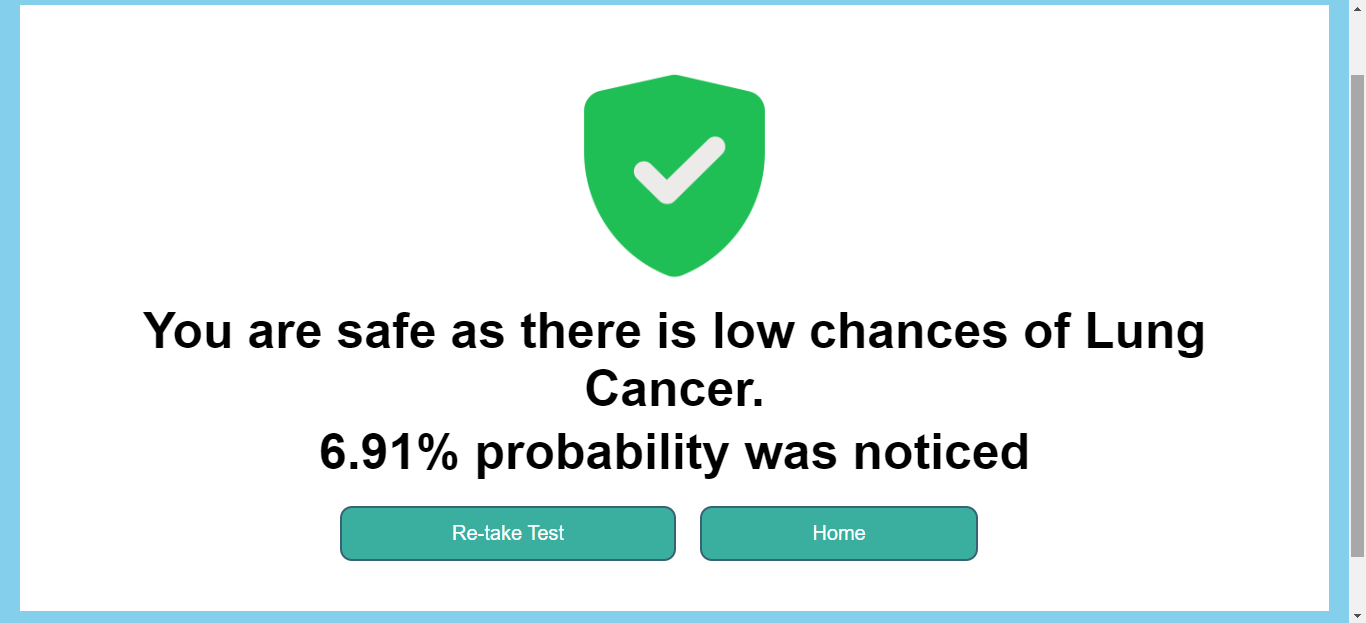 You are safe as there is low chances of Lung
Cancer.
6.91% probability was noticed
Re-take Test
Home